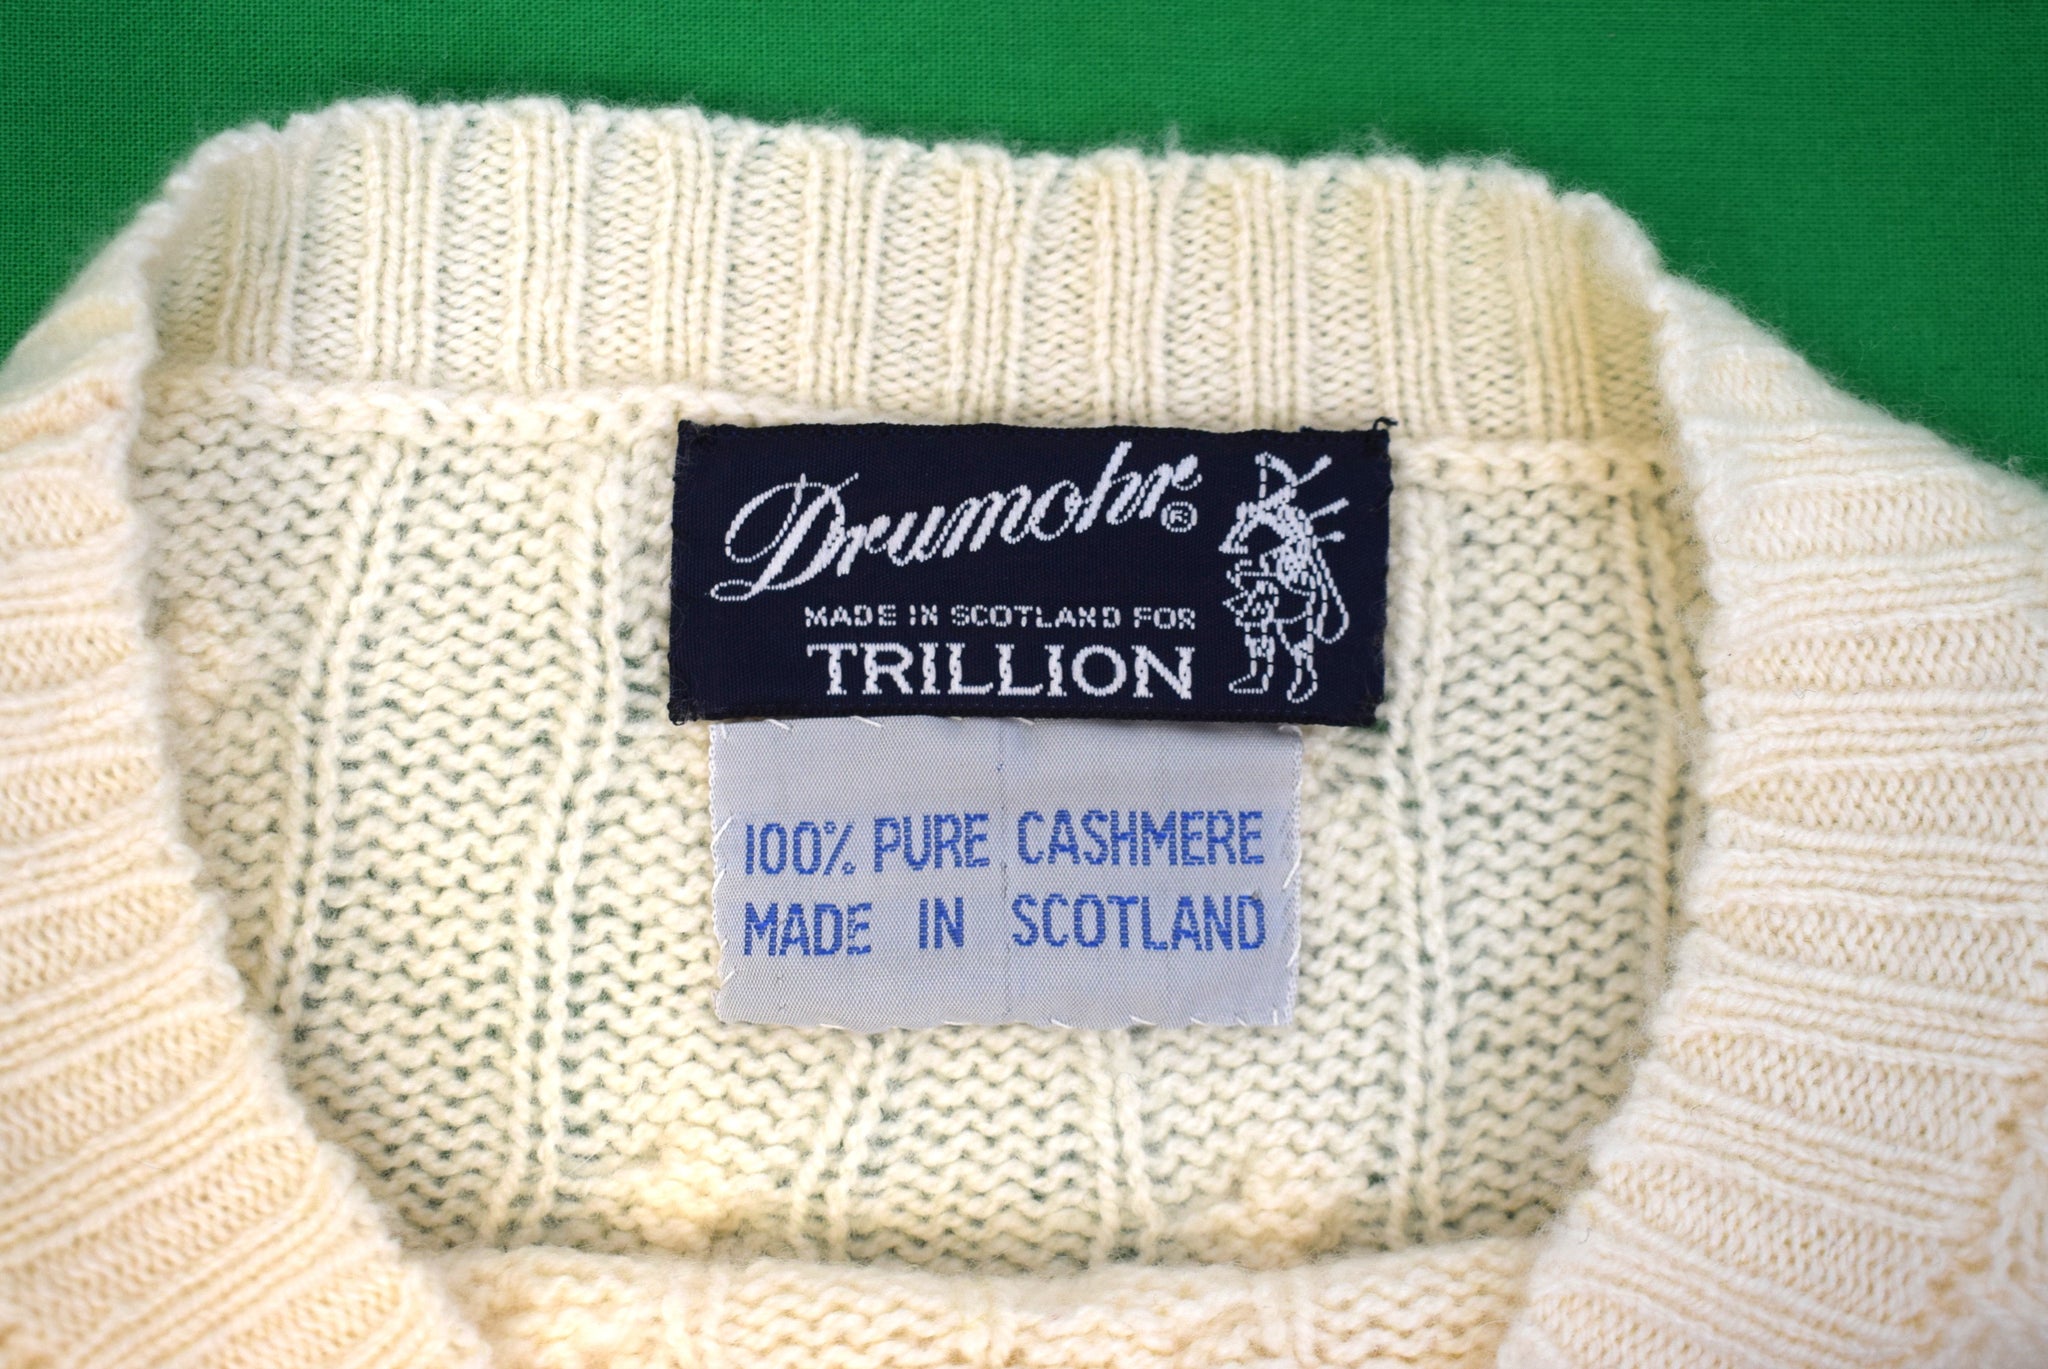 Drumohr®
MADE IN SCOTLAND FOR
TRILLION
100% PURE CASHMERE
MADE IN SCOTLAND